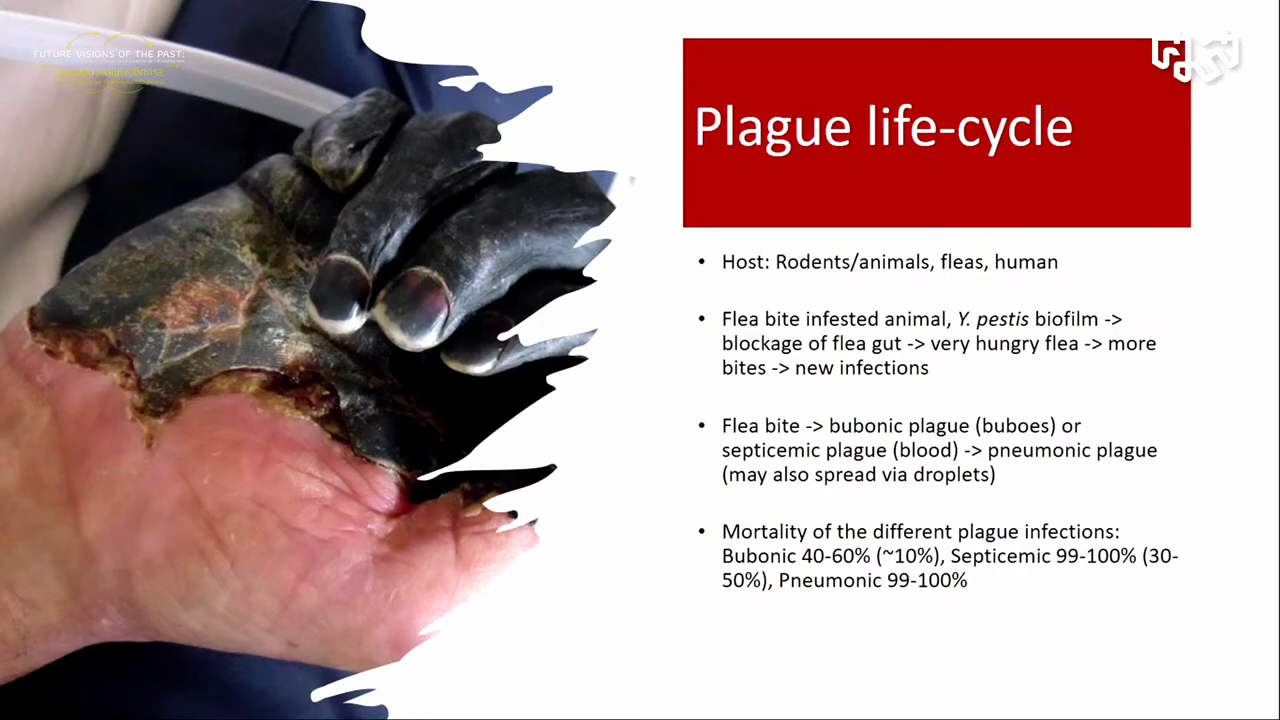 FUTURE VISIONS OF THE PAST:
Plague life-cycle
• Host: Rodents/animals, fleas, human
• Flea bite infested animal, Y. pestis biofilm ->
blockage of flea gut -> very hungry flea -> more
bites -> new infections
• Flea bite -> bubonic plague (buboes) or
septicemic plague (blood) -> pneumonic plague
(may also spread via droplets)
• Mortality of the different plague infections:
Bubonic 40-60% (~10%), Septicemic 99-100% (30-
50%), Pneumonic 99-100%